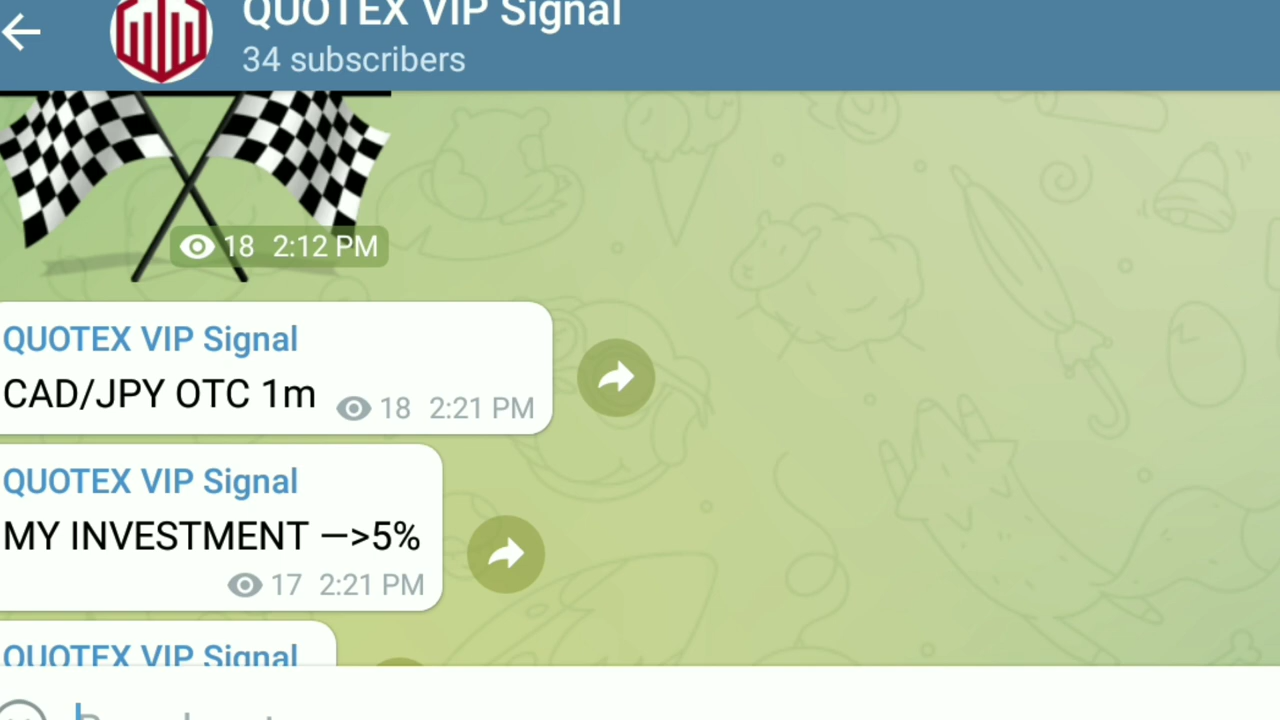 QUOTEX VIP Signal
34 subscribers
18 2:12 PM
QUOTEX VIP Signal
CAD/JPY OTC 1m 18 2:21 PM
QUOTEX VIP Signal
MY INVESTMENT —>5%
17 2:21 PM
QUOTEX VIP Signal